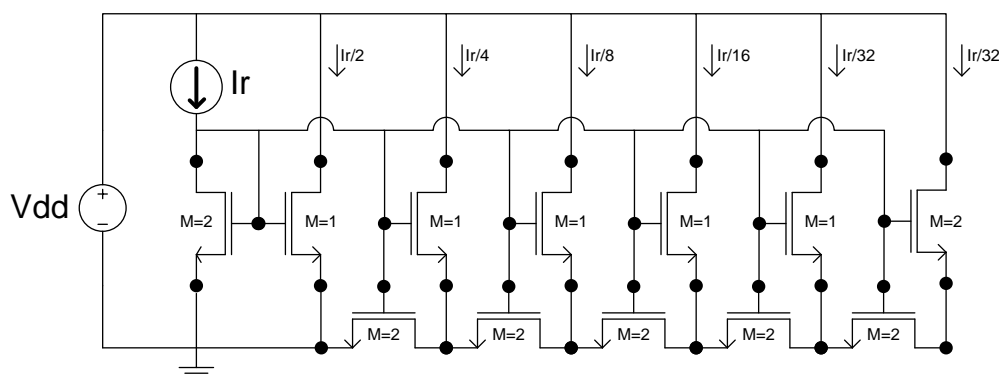 Ir/2
Ir/4
Ir/8
Ir/16
Ir/32
Ir/32
Ir
Vdd
+
−
M=2
M=1
M=1
M=1
M=1
M=1
M=2
M=2
M=2
M=2
M=2
M=2